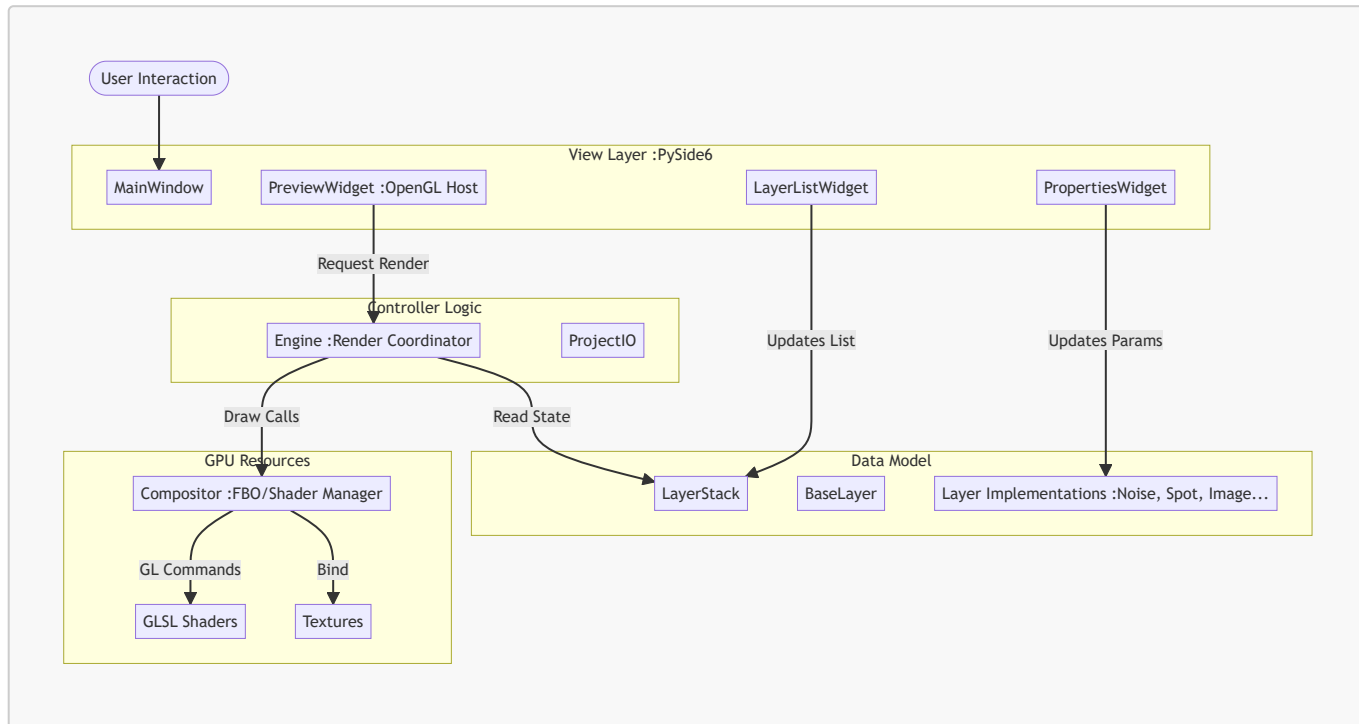 User Interaction
View Layer :PySide6
MainWindow
PreviewWidget :OpenGL Host
LayerListWidget
PropertiesWidget
Request Render
Controller Logic
Engine :Render Coordinator
ProjectIO
Updates List
Updates Params
Draw Calls
Read State
GPU Resources
Data Model
Compositor :FBO/Shader Manager
LayerStack
BaseLayer
Layer Implementations :Noise, Spot, Image...
GL Commands
Bind
GLSL Shaders
Textures